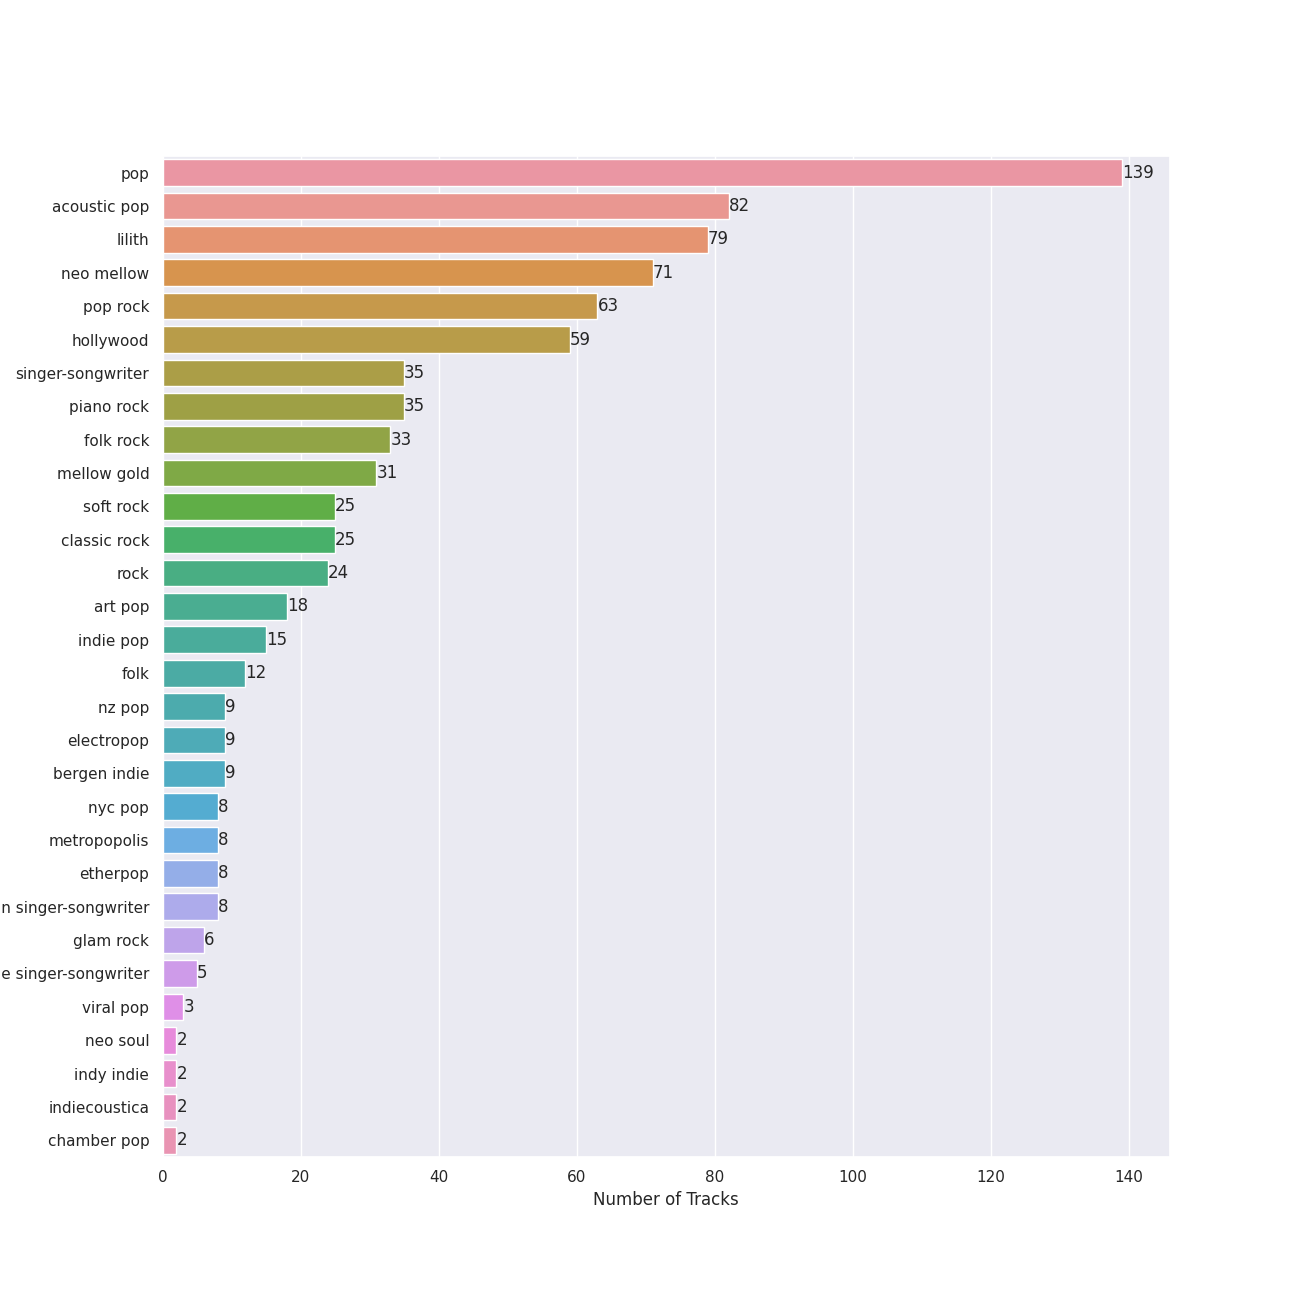 pop 139
acoustic pop 82
lilith 79
neo mellow 71
pop rock 63
hollywood 59
singer-songwriter 35
piano rock 35
folk rock 33
mellow gold 31
soft rock 25
classic rock 25
rock 24
art pop 18
indie pop 15
folk 12
nz pop 9
electropop 9
bergen indie 9
nyc pop 8
metropopolis 8
etherpop 8
n singer-songwriter 8
glam rock 6
e singer-songwriter 5
viral pop 3
neo soul 2
indy indie 2
indiecoustica 2
chamber pop 2
0 20 40 60 80 100 120 140
Number of Tracks